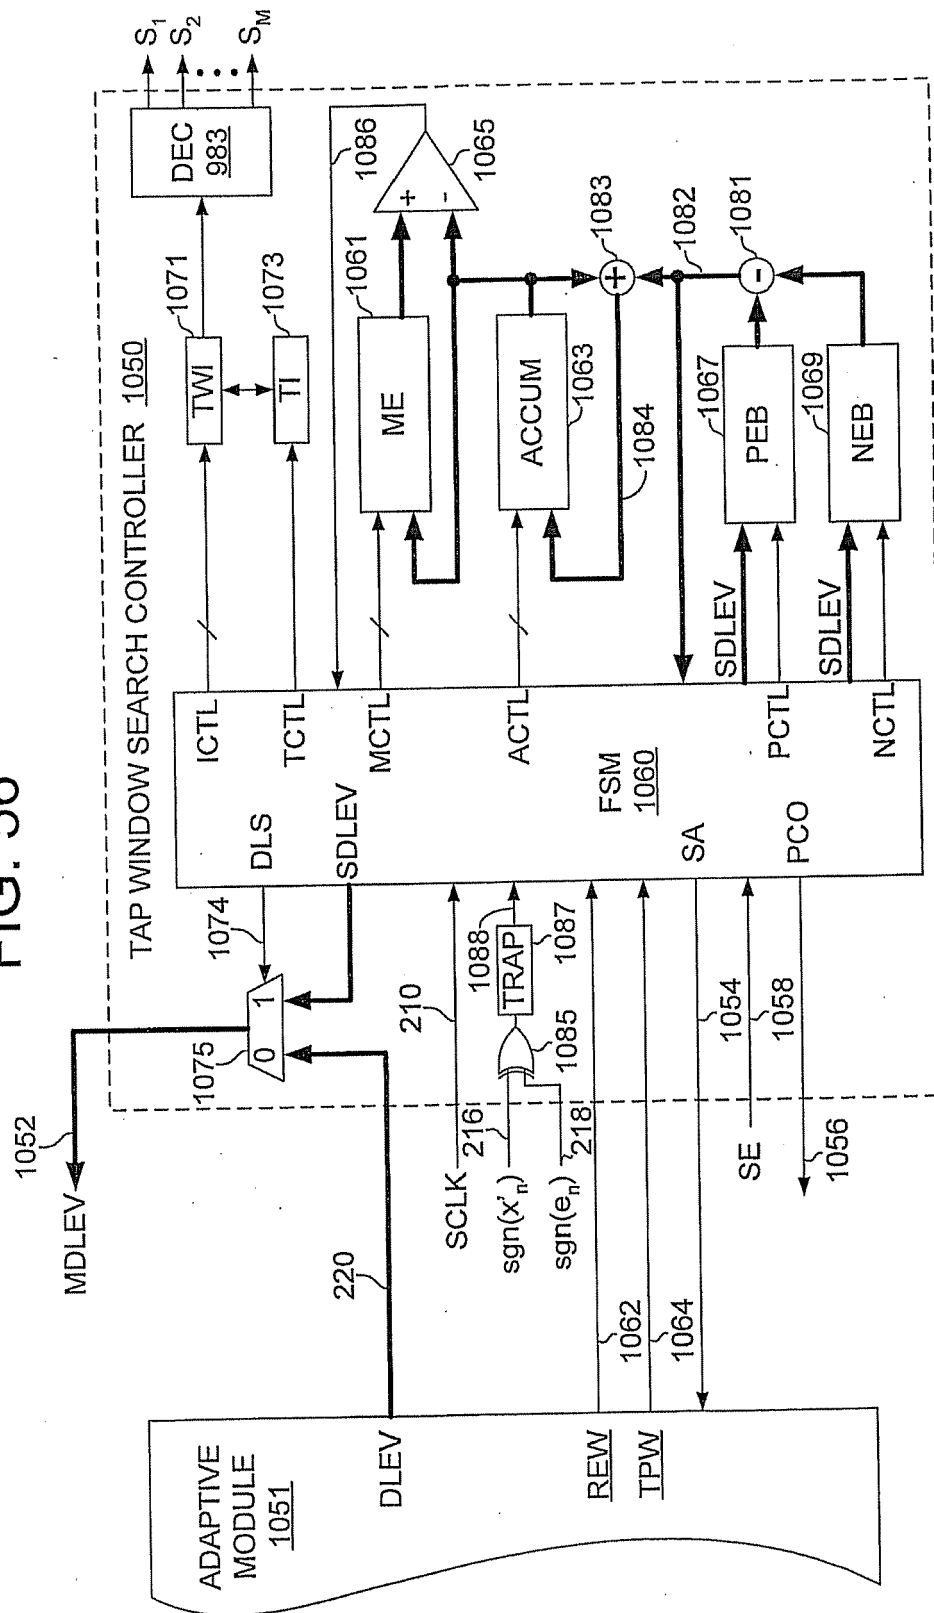 FIG.
MDLEV
1052
TAP WINDOW SEARCH CONTROLLER 1050
ADAPTIVE
MODULE
1051
DLEV
220
1075
0
1
1074
DLS
SDLEV
ICTL
TCTL
MCTL
ACTL
TWI
1071
TI
1073
DEC
983
S1
S2
SM
1086
ME
1061
+
-
1065
ACCUM
1063
1083
+
1084
1082
1081
-
SCLK
210
sgn(x'n)
216
sgn(en)
218
1085
TRAP
1087
1088
FSM
1060
REW
1062
TPW
1064
SA
1054
SE
1058
PCO
1056
SDLEV
PCTL
PEB
1067
SDLEV
NCTL
NEB
1069